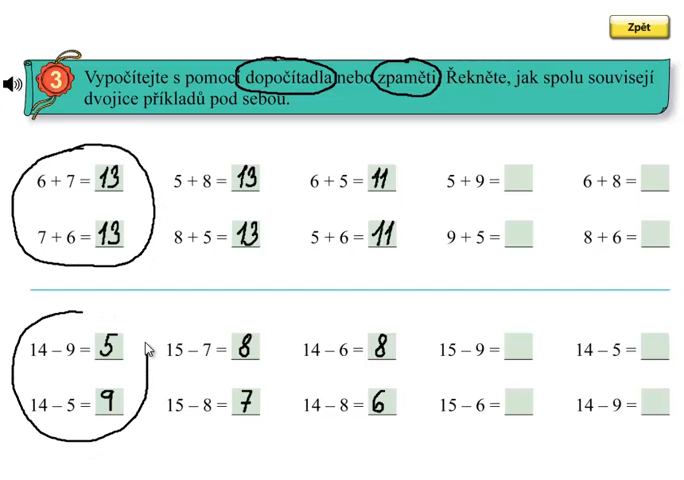 Zpět
3 Vypočítejte s pomocí dopočítadla nebo zpaměti. Řekněte, jak spolu souvisejí
dvojice příkladů pod sebou.
6 + 7 = 13 5 + 8 = 13 6 + 5 = 11 5 + 9 = 6 + 8 =
7 + 6 = 13 8 + 5 = 13 5 + 6 = 11 9 + 5 = 8 + 6 =
14 – 9 = 5 15 – 7 = 8 14 – 6 = 8 15 – 9 = 14 – 5 =
14 – 5 = 9 15 – 8 = 7 14 – 8 = 6 15 – 6 = 14 – 9 =